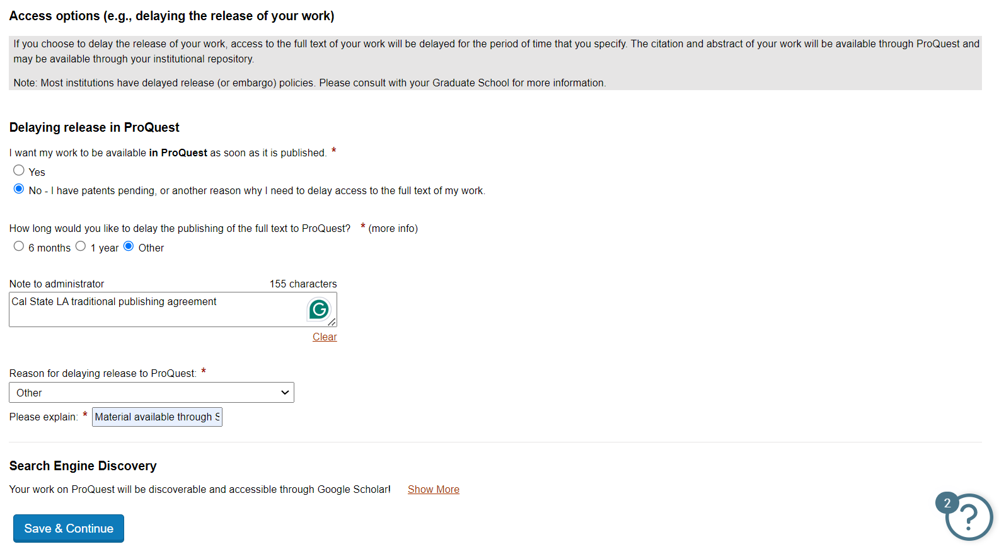 Access options (e.g., delaying the release of your work)
If you choose to delay the release of your work, access to the full text of your work will be delayed for the period of time that you specify. The citation and abstract of your work will be available through ProQuest and
may be available through your institutional repository.
Note: Most institutions have delayed release (or embargo) policies. Please consult with your Graduate School for more information.
Delaying release in ProQuest
I want my work to be available in ProQuest as soon as it is published. *
Yes
No - I have patents pending, or another reason why I need to delay access to the full text of my work.
How long would you like to delay the publishing of the full text to ProQuest? * (more info)
6 months 1 year Other
Note to administrator 155 characters
Cal State LA traditional publishing agreement
Clear
Reason for delaying release to ProQuest: *
Other
Please explain: * Material available through S
Search Engine Discovery
Your work on ProQuest will be discoverable and accessible through Google Scholar! Show More
2
?
Save & Continue